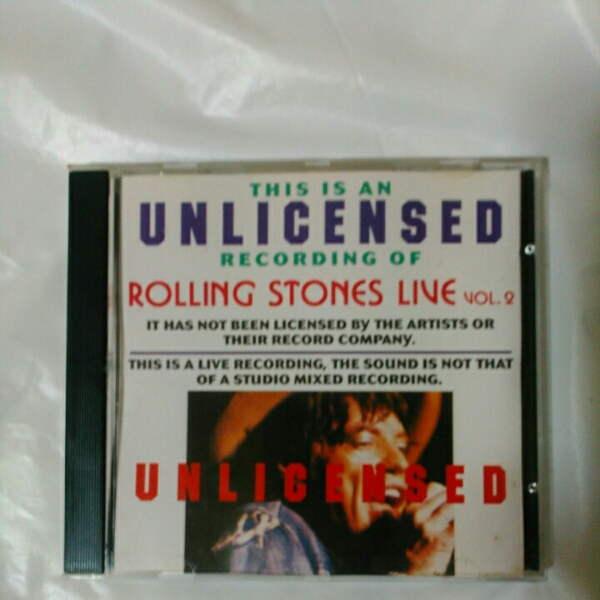 THIS IS AN
UNLICENSED
RECORDING OF
ROLLING STONES LIVE VOL.2
IT HAS NOT BEEN LICENSED BY THE ARTISTS OR
THEIR RECORD COMPANY.
THIS IS A LIVE RECORDING, THE SOUND IS NOT THAT
OF A STUDIO MIXED RECORDING.
UNLICENSED